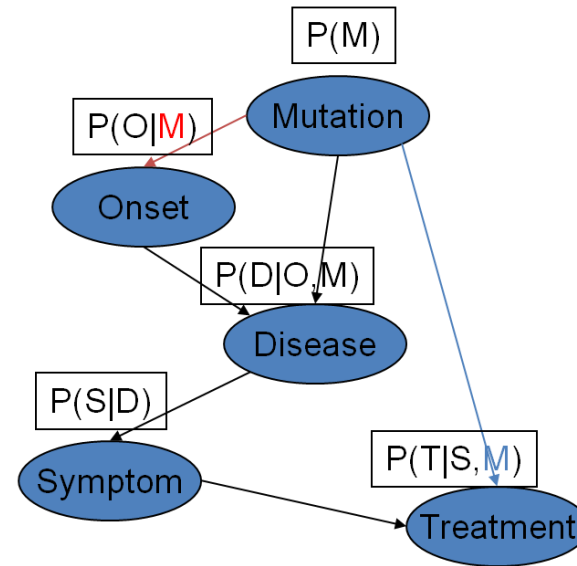 P(M)
Mutation
P(O|M)
Onset
P(D|O,M)
Disease
P(S|D)
Symptom
P(T|S,M)
Treatment